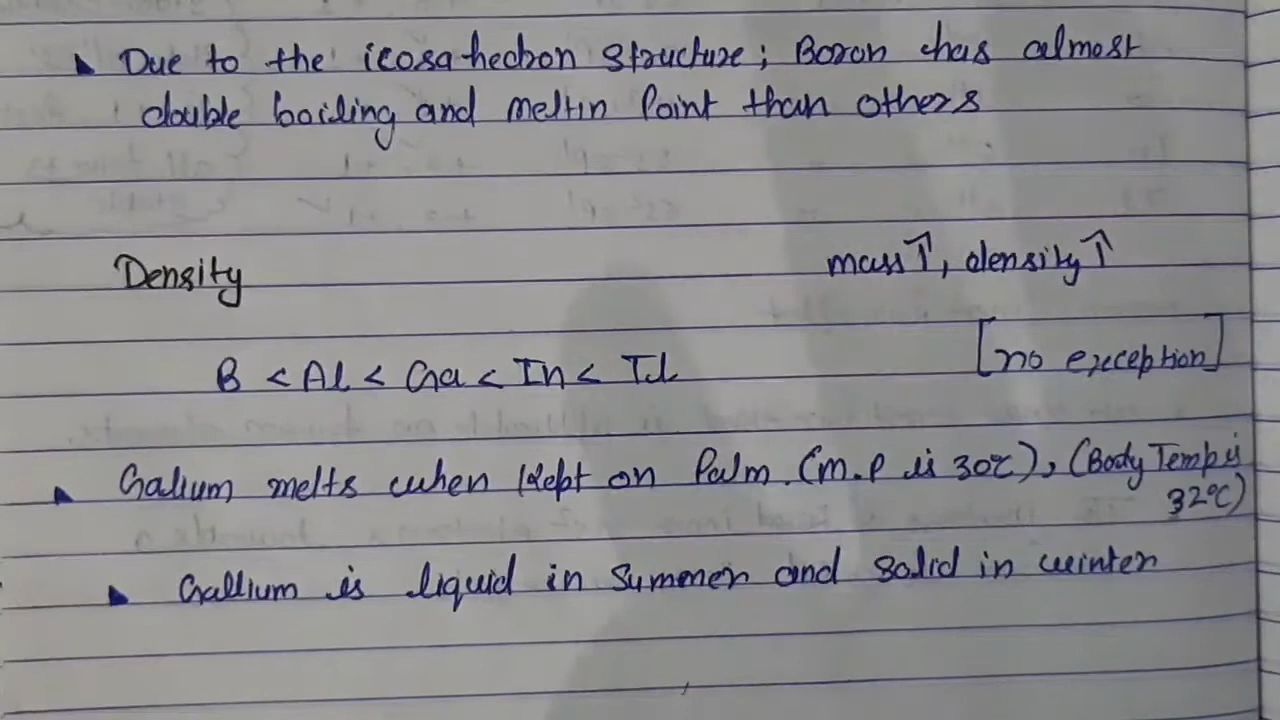 Due to the icosahedron structure; Boron has almost
double boiling and meltin Point than others
Density
mass↑, density↑
B < Al < Ga < In < Tl
[no exception]
Galium melts when kept on Palm. (m.p is 30°C), (Body Temp is
32°C)
Gallium is liquid in summer and solid in winter